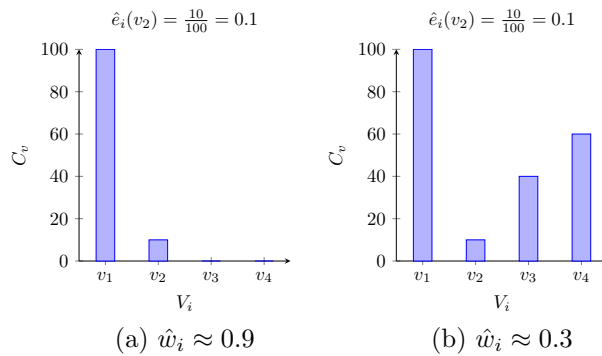 ê_i(v_2) = 10/100 = 0.1
100
80
60
40
20
0
C_v
v_1 v_2 v_3 v_4
V_i
(a) ŵ_i ≈ 0.9
ê_i(v_2) = 10/100 = 0.1
100
80
60
40
20
0
C_v
v_1 v_2 v_3 v_4
V_i
(b) ŵ_i ≈ 0.3